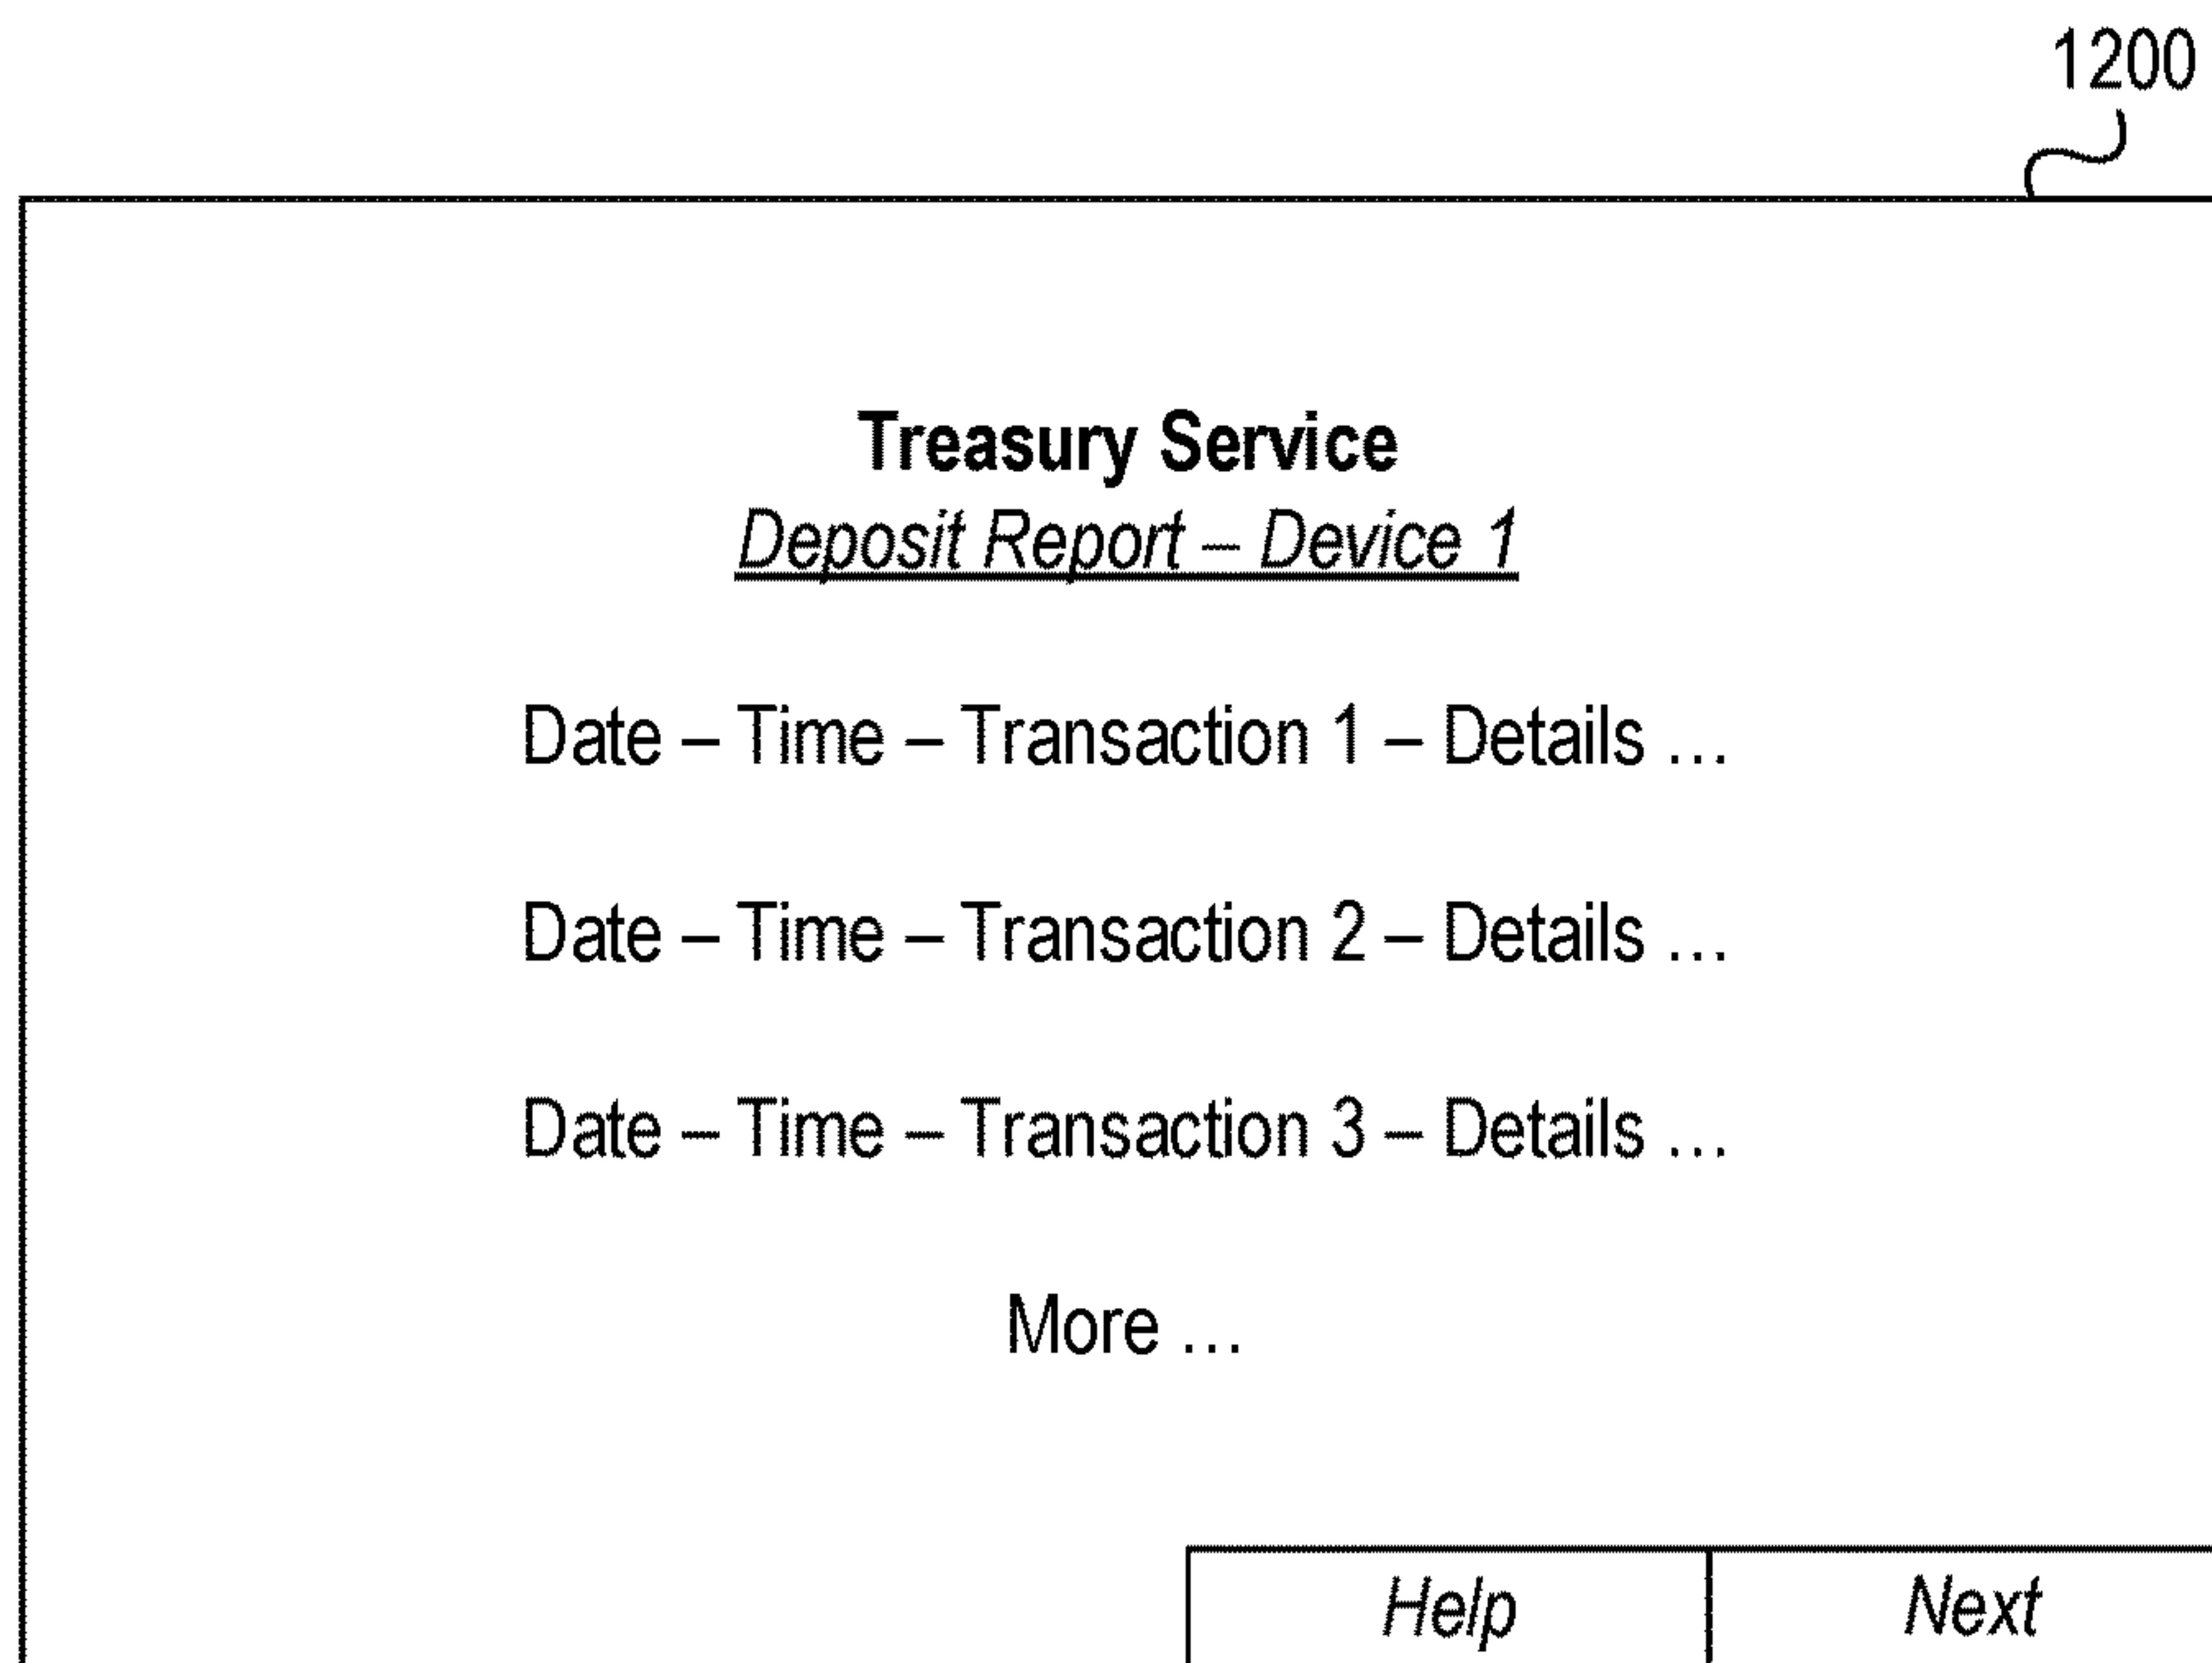 1200
Treasury Service
Deposit Report – Device 1
Date – Time – Transaction 1 – Details ...
Date – Time – Transaction 2 – Details ...
Date – Time – Transaction 3 – Details ...
More ...
Help Next